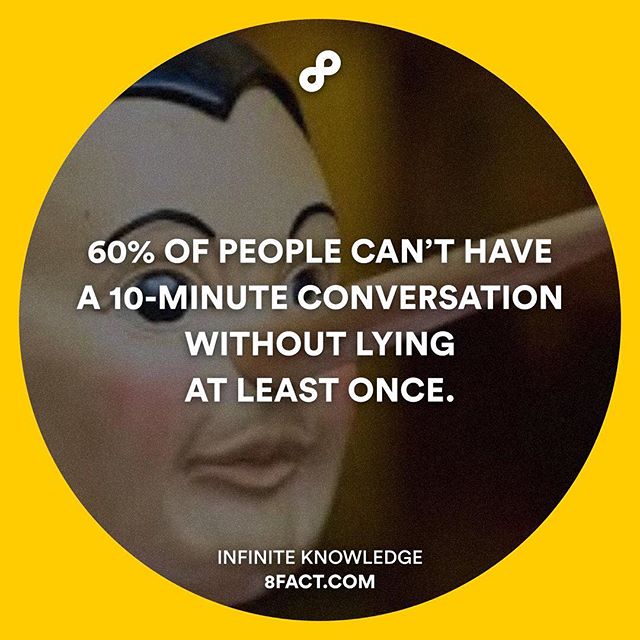 60% OF PEOPLE CAN’T HAVE
A 10-MINUTE CONVERSATION
WITHOUT LYING
AT LEAST ONCE.
INFINITE KNOWLEDGE
8FACT.COM